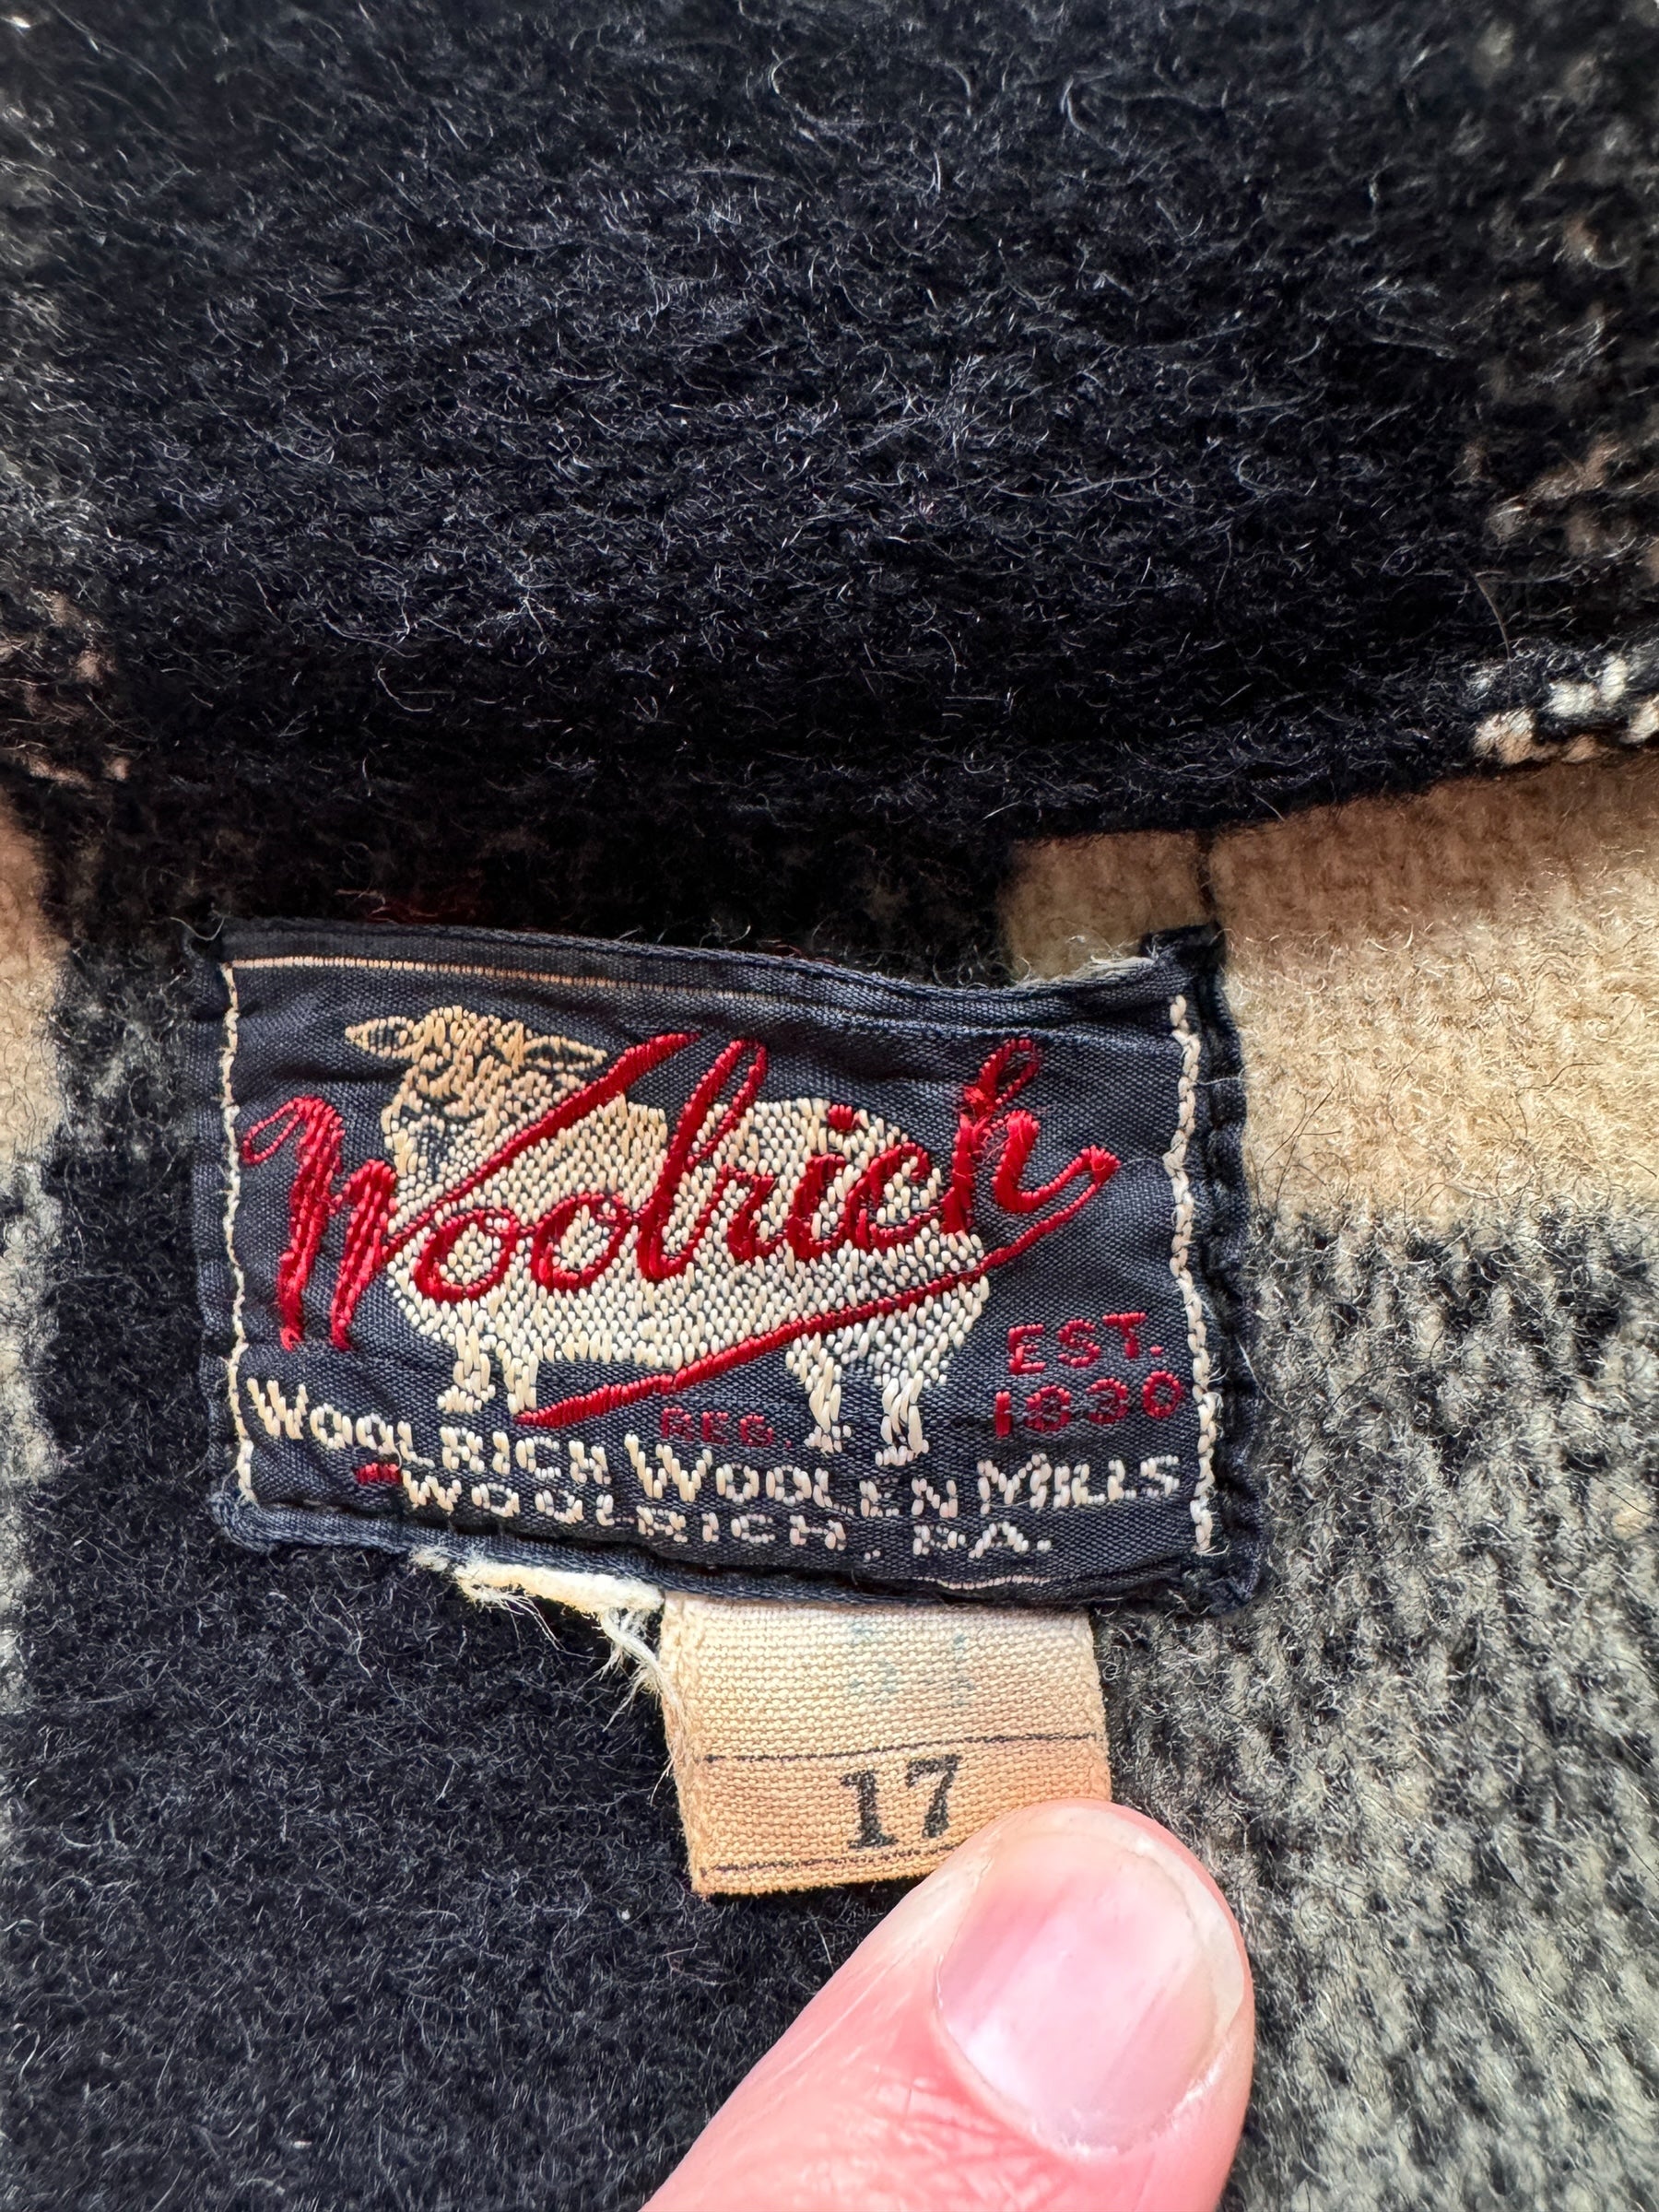 Woolrich
EST.
1830
REG.
WOOLRICH WOOLEN MILLS
WOOLRICH, PA.
17